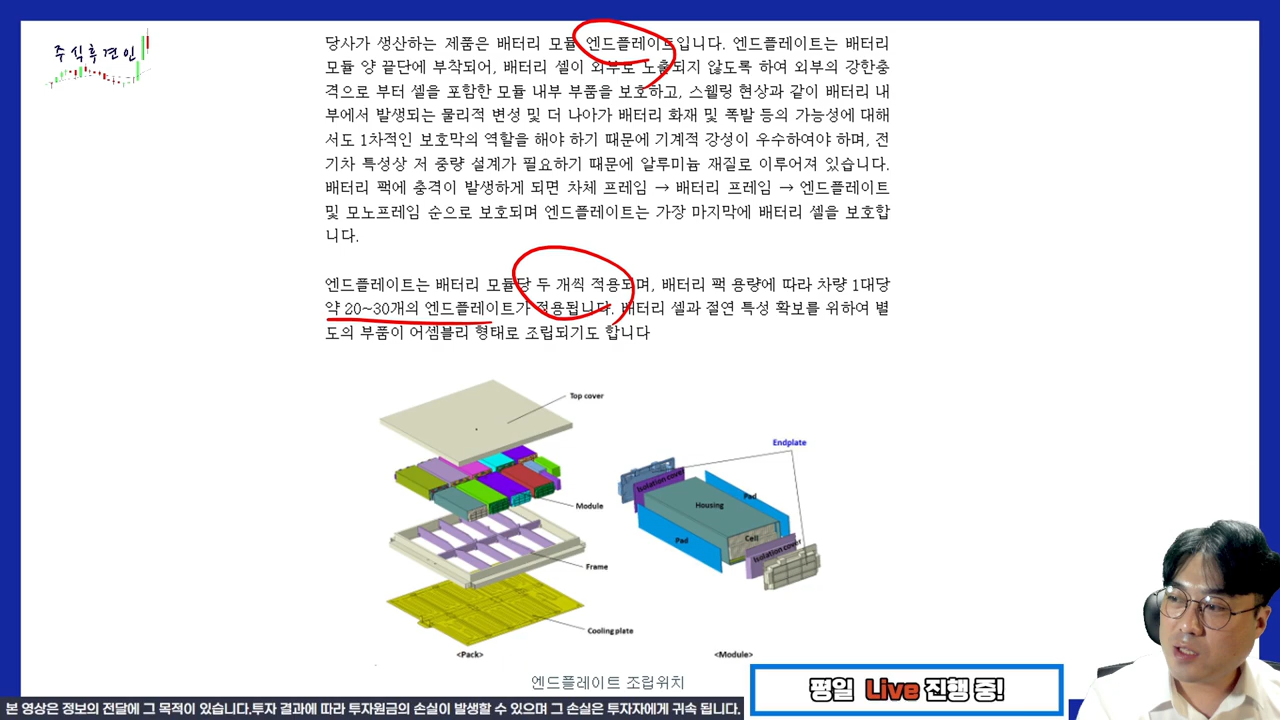 주식후견인
당사가 생산하는 제품은 배터리 모듈 엔드플레이트입니다. 엔드플레이트는 배터리
모듈 양 끝단에 부착되어, 배터리 셀이 외부로 노출되지 않도록 하여 외부의 강한충
격으로 부터 셀을 포함한 모듈 내부 부품을 보호하고, 스웰링 현상과 같이 배터리 내
부에서 발생되는 물리적 변성 및 더 나아가 배터리 화재 및 폭발 등의 가능성에 대해
서도 1차적인 보호막의 역할을 해야 하기 때문에 기계적 강성이 우수하여야 하며, 전
기차 특성상 저 중량 설계가 필요하기 때문에 알루미늄 재질로 이루어져 있습니다.
배터리 팩에 충격이 발생하게 되면 차체 프레임 → 배터리 프레임 → 엔드플레이트
및 모노프레임 순으로 보호되며 엔드플레이트는 가장 마지막에 배터리 셀을 보호합
니다.
엔드플레이트는 배터리 모듈당 두 개씩 적용되며, 배터리 팩 용량에 따라 차량 1대당
약 20~30개의 엔드플레이트가 적용됩니다. 배터리 셀과 절연 특성 확보를 위하여 별
도의 부품이 어셈블리 형태로 조립되기도 합니다
Top cover
Module
Frame
Cooling plate
<Pack>
Endplate
Isolation cover
Pad
Housing
Cell
Pad
Isolation cover
<Module>
엔드플레이트 조립위치
평일 Live 진행 중!
본 영상은 정보의 전달에 그 목적이 있습니다.투자 결과에 따라 투자원금의 손실이 발생할 수 있으며 그 손실은 투자자에게 귀속 됩니다.